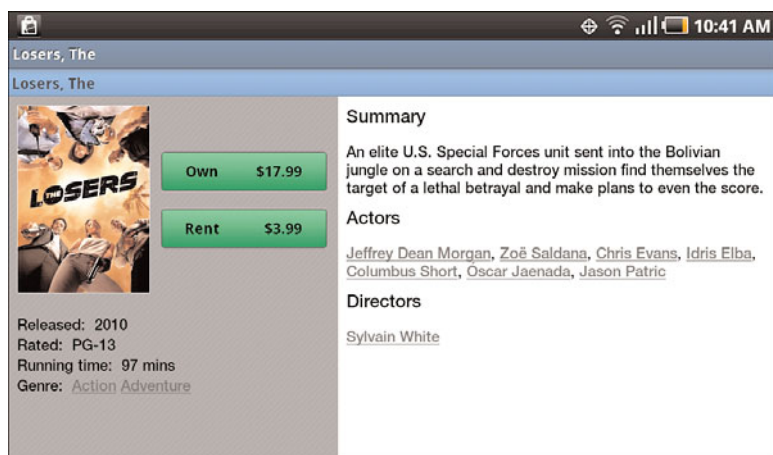 10:41 AM
Losers, The
Losers, The
THE LOSERS
Own $17.99
Rent $3.99
Released: 2010
Rated: PG-13
Running time: 97 mins
Genre: Action Adventure
Summary
An elite U.S. Special Forces unit sent into the Bolivian
jungle on a search and destroy mission find themselves the
target of a lethal betrayal and make plans to even the score.
Actors
Jeffrey Dean Morgan, Zoë Saldana, Chris Evans, Idris Elba,
Columbus Short, Óscar Jaenada, Jason Patric
Directors
Sylvain White